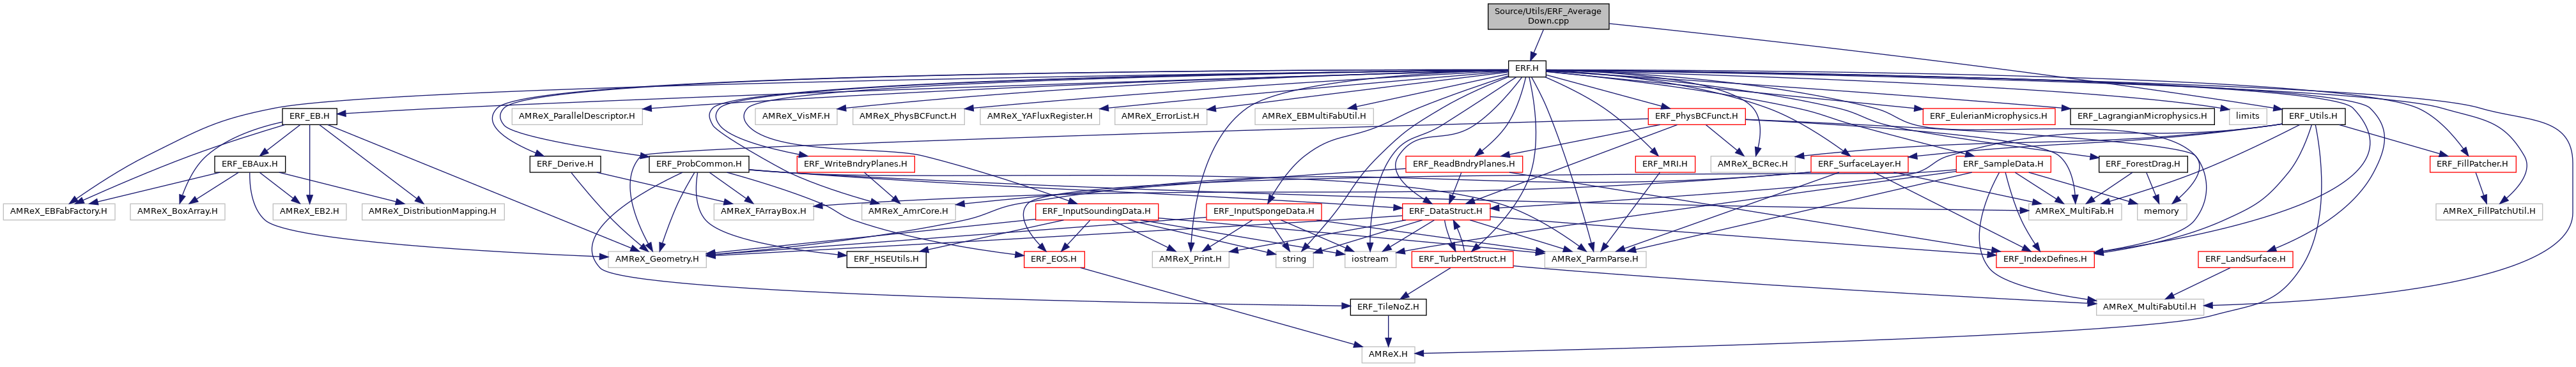 Source/Utils/ERF_Average
Down.cpp
ERF.H
ERF_EB.H
AMReX_ParallelDescriptor.H
AMReX_VisMF.H
AMReX_PhysBCFunct.H
AMReX_YAFluxRegister.H
AMReX_ErrorList.H
AMReX_EBMultiFabUtil.H
ERF_PhysBCFunct.H
ERF_EulerianMicrophysics.H
ERF_LagrangianMicrophysics.H
limits
ERF_Utils.H
ERF_EBAux.H
ERF_Derive.H
ERF_ProbCommon.H
ERF_WriteBndryPlanes.H
ERF_ReadBndryPlanes.H
ERF_MRI.H
AMReX_BCRec.H
ERF_SurfaceLayer.H
ERF_SampleData.H
ERF_ForestDrag.H
ERF_FillPatcher.H
AMReX_EBFabFactory.H
AMReX_BoxArray.H
AMReX_EB2.H
AMReX_DistributionMapping.H
AMReX_FArrayBox.H
AMReX_AmrCore.H
ERF_InputSoundingData.H
ERF_InputSpongeData.H
ERF_DataStruct.H
AMReX_MultiFab.H
memory
AMReX_FillPatchUtil.H
AMReX_Geometry.H
ERF_HSEUtils.H
ERF_EOS.H
AMReX_Print.H
string
iostream
ERF_TurbPertStruct.H
AMReX_ParmParse.H
ERF_IndexDefines.H
ERF_LandSurface.H
ERF_TileNoZ.H
AMReX_MultiFabUtil.H
AMReX.H